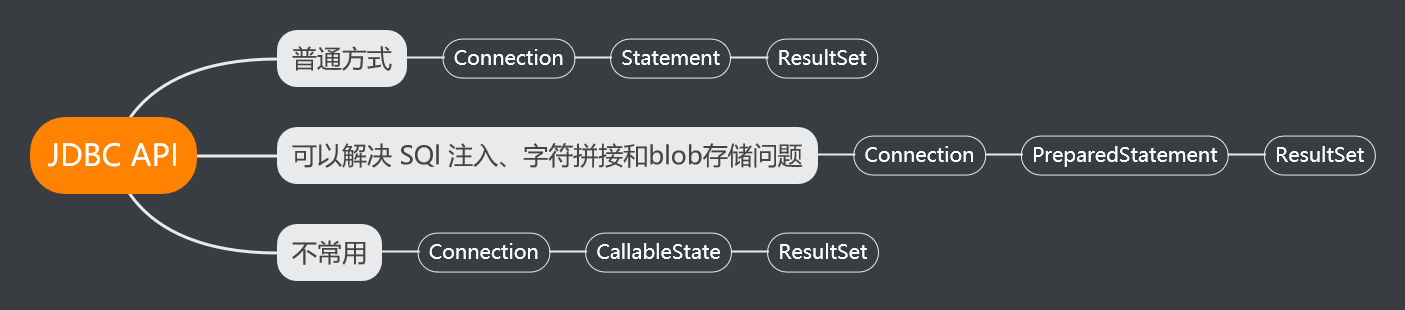 JDBC API
普通方式
Connection
Statement
ResultSet
可以解决 SQl 注入、字符拼接和blob存储问题
Connection
PreparedStatement
ResultSet
不常用
Connection
CallableState
ResultSet